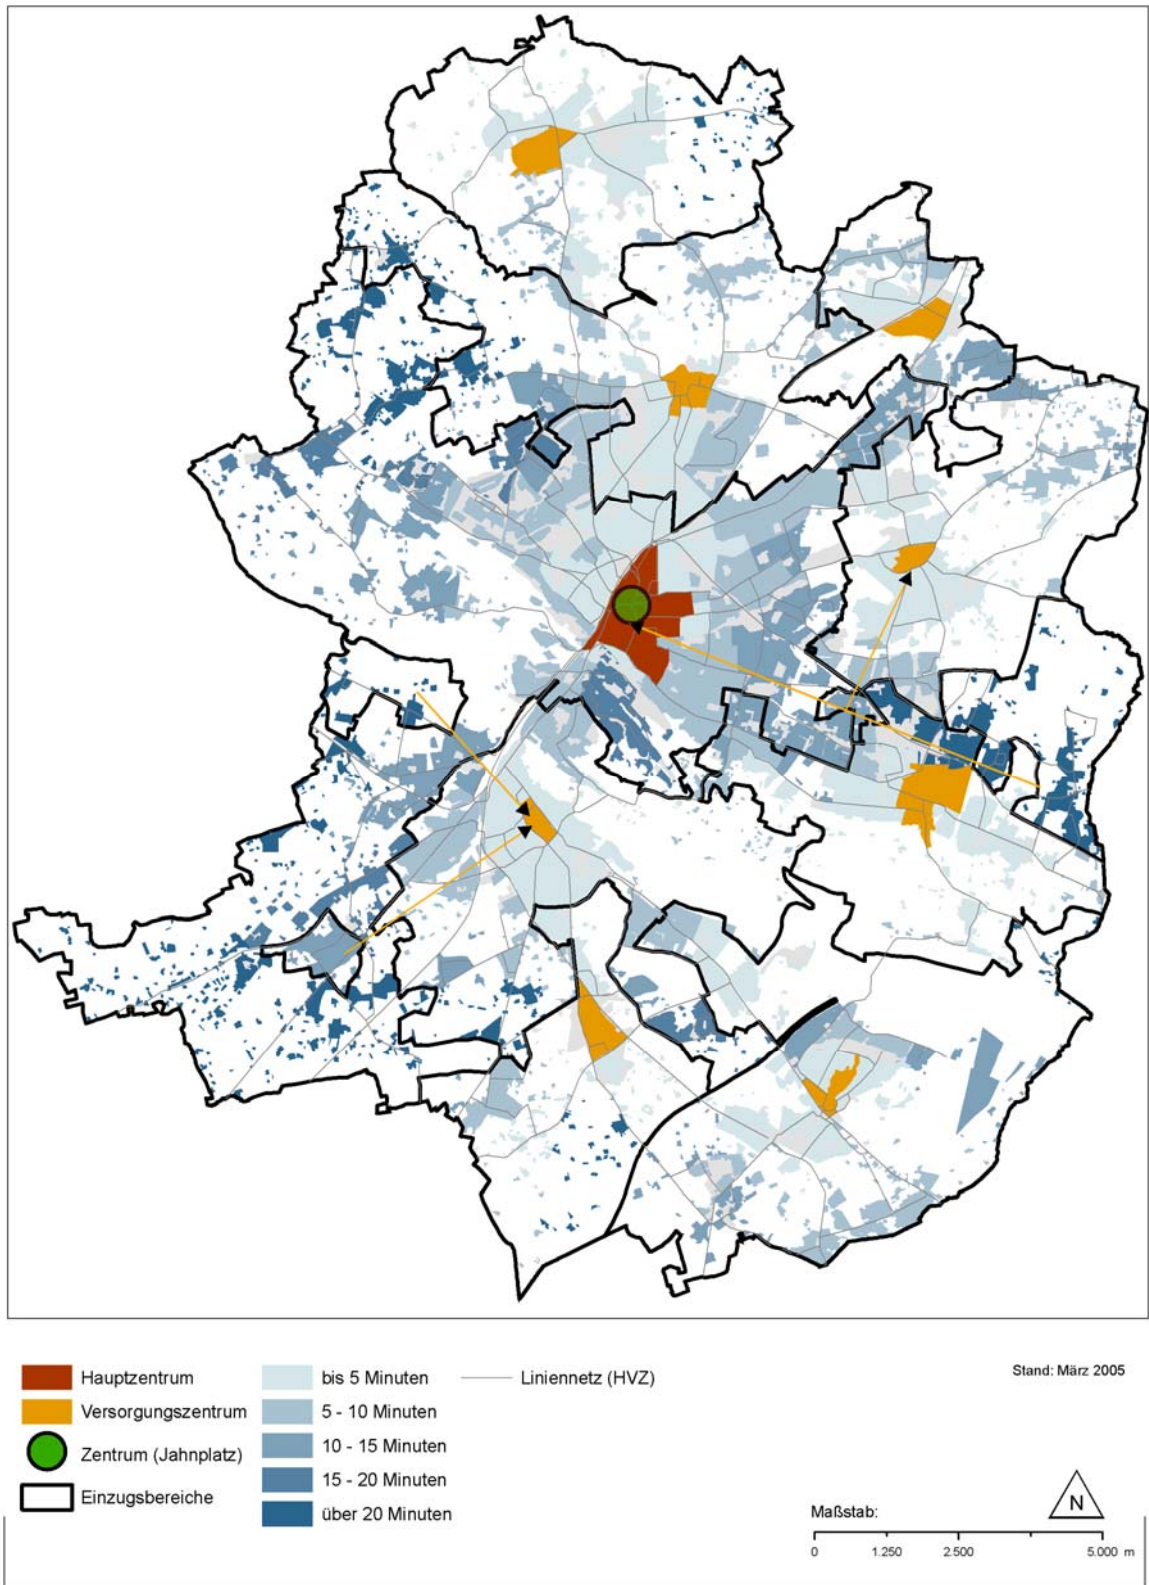 Hauptzentrum
Versorgungszentrum
Zentrum (Jahnplatz)
Einzugsbereiche
bis 5 Minuten
5 - 10 Minuten
10 - 15 Minuten
15 - 20 Minuten
über 20 Minuten
Liniennetz (HVZ)
Stand: März 2005
N
Maßstab:
0 1.250 2.500 5.000 m